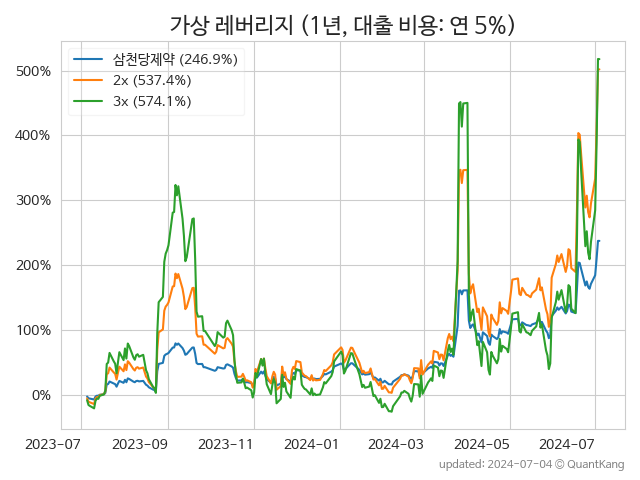 가상 레버리지 (1년, 대출 비용: 연 5%)
삼천당제약 (246.9%)
2x (537.4%)
3x (574.1%)
500%
400%
300%
200%
100%
0%
2023-07
2023-09
2023-11
2024-01
2024-03
2024-05
2024-07
updated: 2024-07-04 © QuantKang